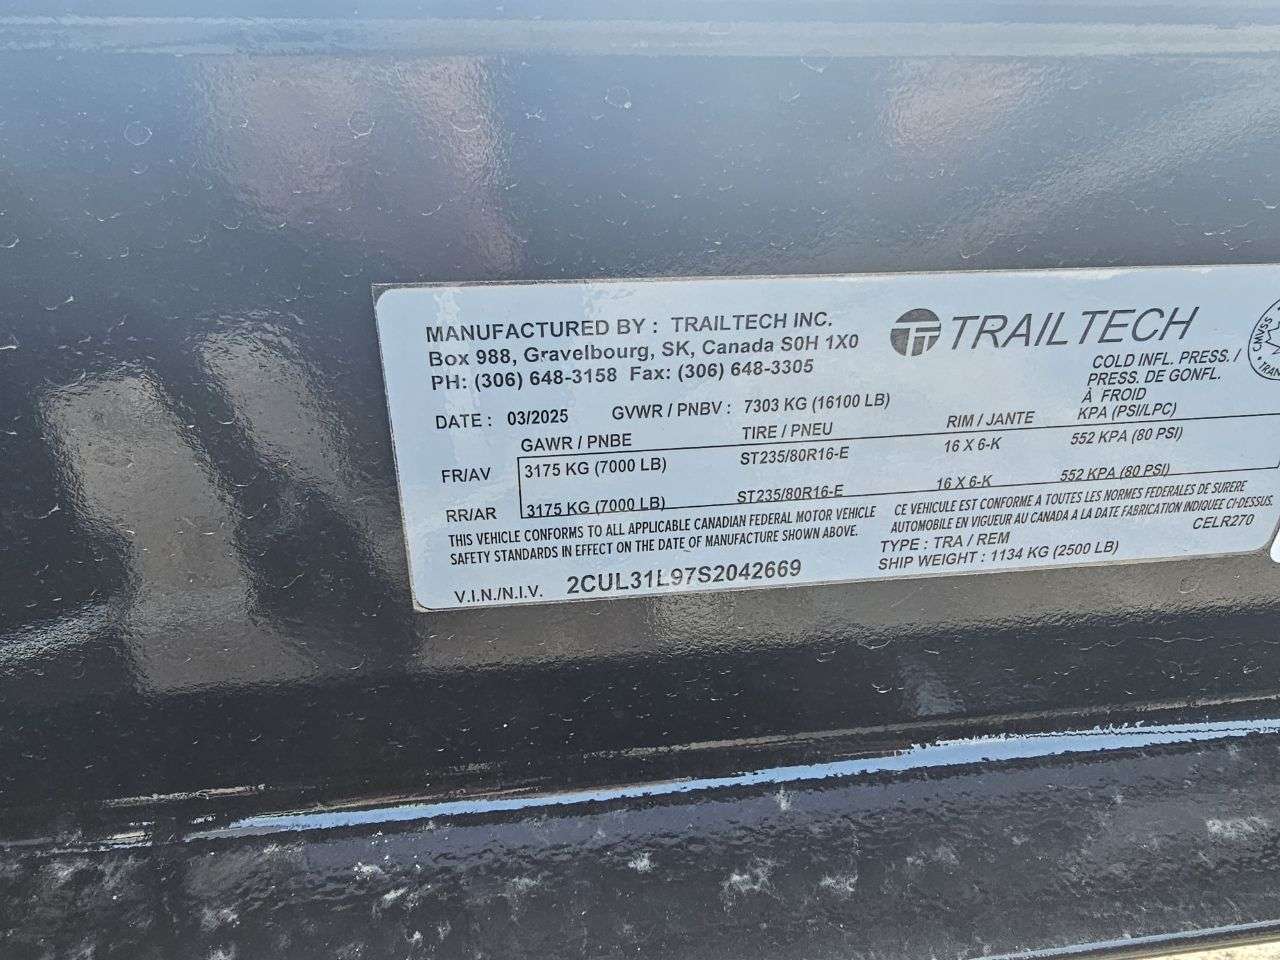 MANUFACTURED BY : TRAILTECH INC.
Box 988, Gravelbourg, SK, Canada S0H 1X0
PH: (306) 648-3158 Fax: (306) 648-3305
TRAILTECH
COLD INFL. PRESS. /
PRESS. DE GONFL.
À FROID
KPA (PSI/LPC)
DATE : 03/2025 GVWR / PNBV : 7303 KG (16100 LB)
GAWR / PNBE TIRE / PNEU RIM / JANTE
FR/AV 3175 KG (7000 LB) ST235/80R16-E 16 X 6-K 552 KPA (80 PSI)
RR/AR 3175 KG (7000 LB) ST235/80R16-E 16 X 6-K 552 KPA (80 PSI)
THIS VEHICLE CONFORMS TO ALL APPLICABLE CANADIAN FEDERAL MOTOR VEHICLE
SAFETY STANDARDS IN EFFECT ON THE DATE OF MANUFACTURE SHOWN ABOVE.
CE VEHICULE EST CONFORME A TOUTES LES NORMES FEDERALES DE SURERE
AUTOMOBILE EN VIGUEUR AU CANADA A LA DATE FABRICATION INDIQUEE CI-DESSUS.
TYPE : TRA / REM CELR270
SHIP WEIGHT : 1134 KG (2500 LB)
V.I.N./N.I.V. 2CUL31L97S2042669